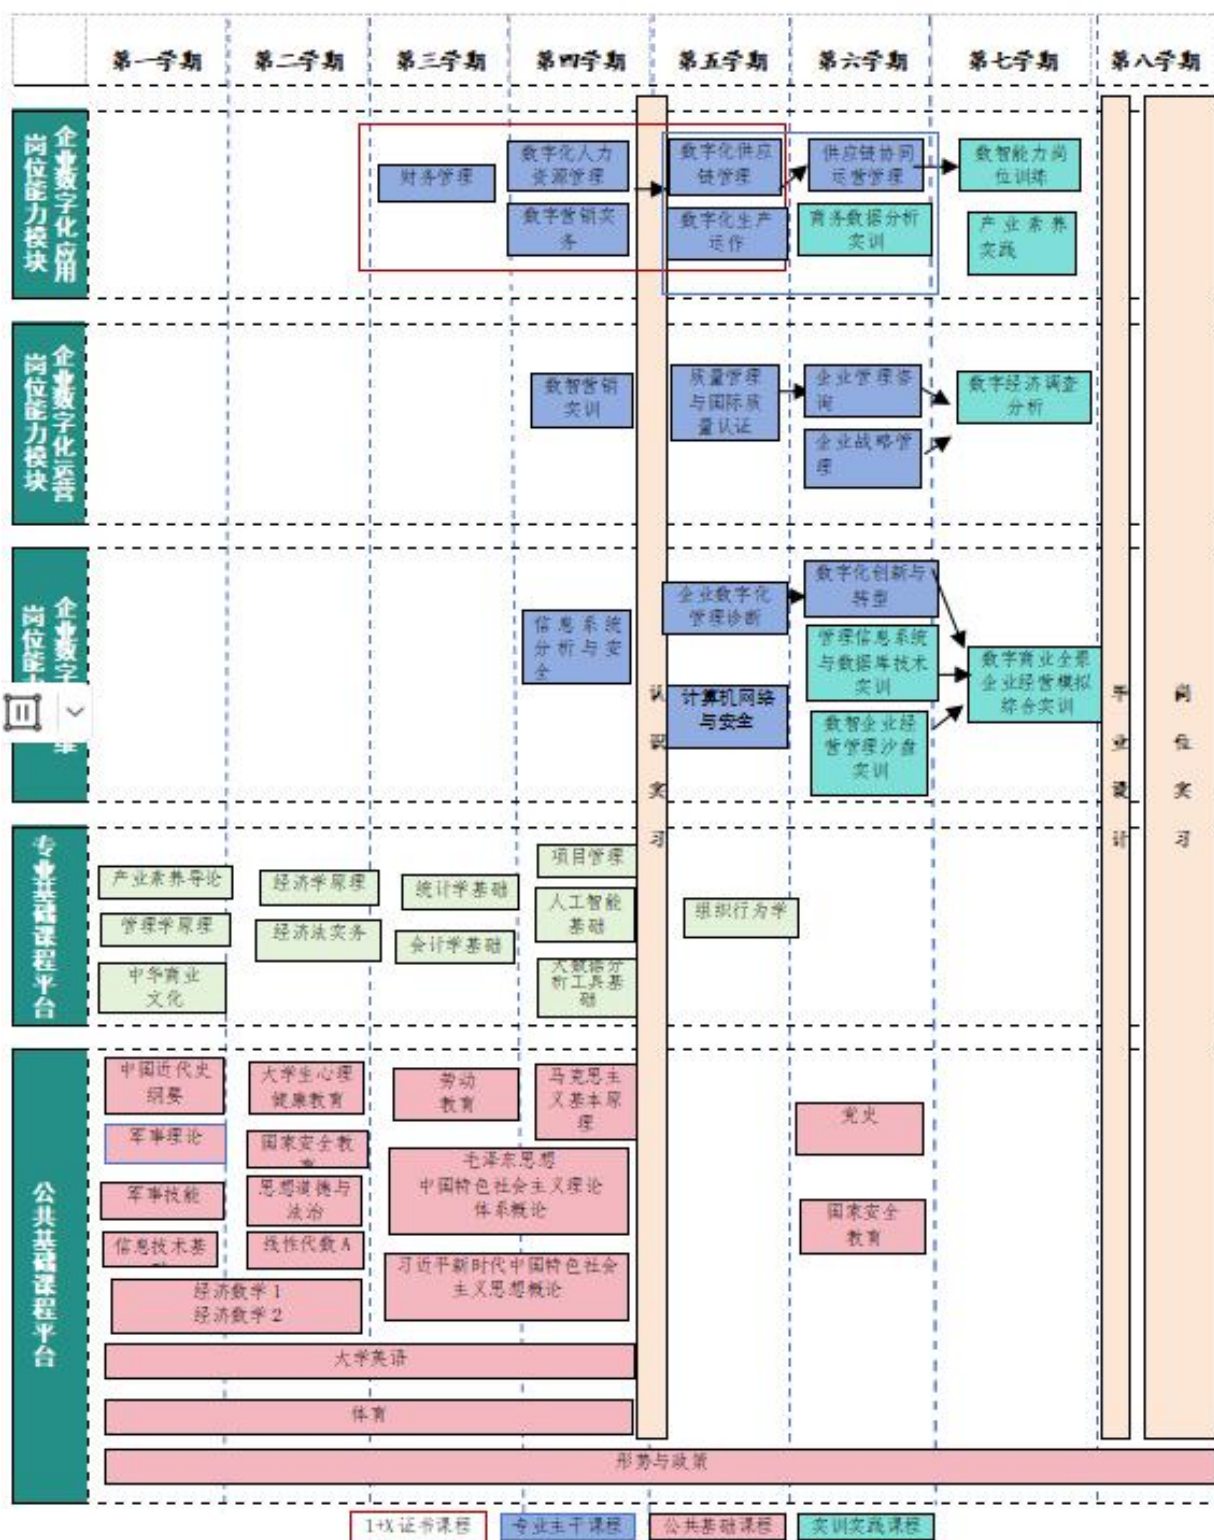 第一学期
第二学期
第三学期
第四学期
第五学期
第六学期
第七学期
第八学期
企业数字化应用
岗位能力模块
财务管理
数字化人力
资源管理
数字营销实
务
数字化供应
链管理
数字化生产
运作
供应链协同
运营管理
商务数据分析
实训
数智能力岗
位训练
产业素养
实践
企业数字化运营
岗位能力模块
数智营销
实训
质量管理
与国际质
量认证
企业管理咨
询
企业战略管
理
数字经济调查
分析
企业数字
岗位能力
维
信息系统
分析与安
全
企业数字化
管理诊断
计算机网络
与安全
数字化创新与
转型
管理信息系统
与数据库技术
实训
数智企业经
营管理沙盘
实训
数字商业全景
企业经营模拟
综合实训
认识实习
毕业设计
岗位实习
专业基础课程平台
产业素养导论
管理学原理
中华商业
文化
经济学原理
经济法实务
统计学基础
会计学基础
项目管理
人工智能
基础
大数据分
析工具基
础
组织行为学
公共基础课程平台
中国近代史
纲要
军事理论
军事技能
信息技术基
大学生心理
健康教育
国家安全教
育
思想道德与
法治
线性代数 A
经济数学 1
经济数学 2
劳动
教育
马克思主
义基本原
理
毛泽东思想
中国特色社会主义理论
体系概论
习近平新时代中国特色社会
主义思想概论
党史
国家安全
教育
大学英语
体育
形势与政策
1+X 证书课程
专业主干课程
公共基础课程
实训实践课程